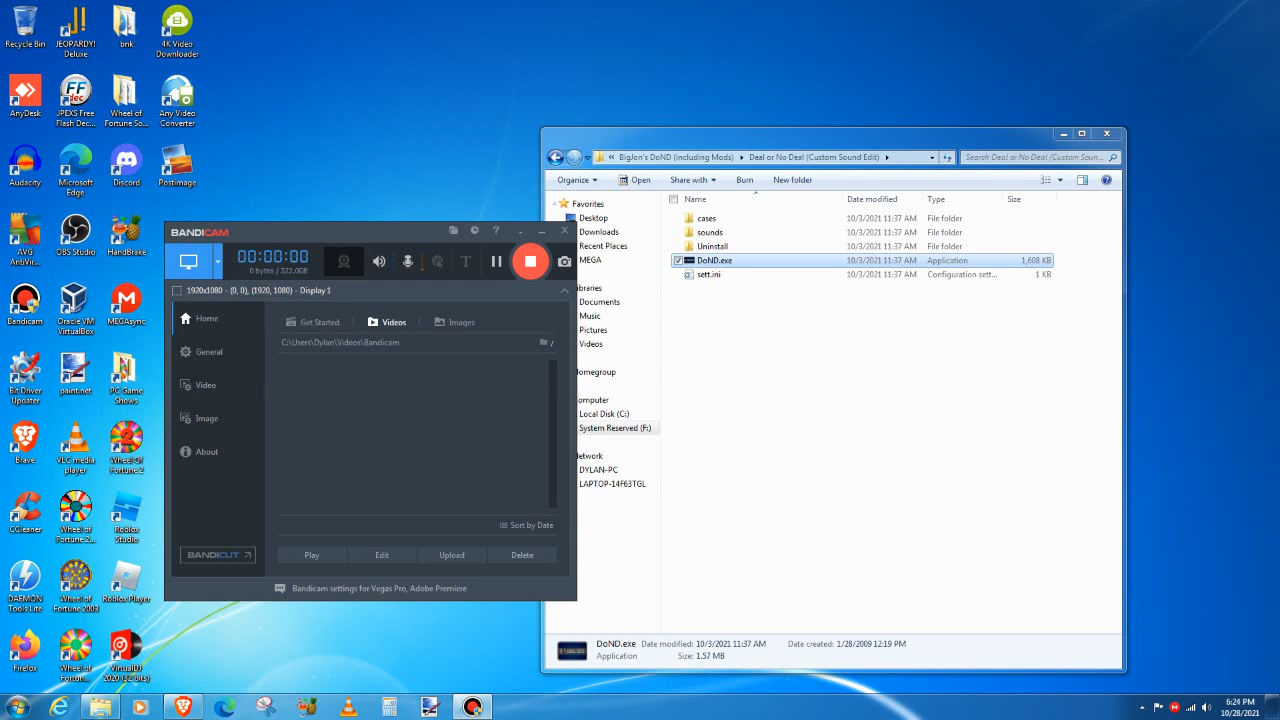 Recycle Bin
JEOPARDY! Deluxe
bnk
4K Video Downloader
AnyDesk
JPEXS Free Flash Dec...
Wheel of Fortune So...
Any Video Converter
Audacity
Microsoft Edge
Discord
Postimage
AVG AntiVir...
OBS Studio
HandBrake
Bandicam
Oracle VM VirtualBox
MEGAsync
Bit Driver Updater
paint.net
PC Game Shows
Brave
VLC media player
Wheel Of Fortune 2
CCleaner
Wheel of Fortune 2...
Roblox Studio
DAEMON Tools Lite
Wheel of Fortune 2003
Roblox Player
Firefox
Wheel of Fortun...
VirtualDJ 2020 (32 bits)
BANDICAM
00:00:00
0 bytes / 322.0GB
1920x1080 - (0, 0), (1920, 1080) - Display 1
Home
General
Video
Image
About
BANDICUT
Get Started
Videos
Images
C:\Users\Dylan\Videos\Bandicam
Sort by Date
Play
Edit
Upload
Delete
Bandicam settings for Vegas Pro, Adobe Premiere
« BigJon's DoND (including Mods)
Deal or No Deal (Custom Sound Edit)
Search Deal or No Deal (Custom Soun...
Organize
Open
Share with
Burn
New folder
Favorites
Desktop
Downloads
Recent Places
MEGA
ibraries
Documents
Music
Pictures
Videos
omegroup
omputer
Local Disk (C:)
System Reserved (F:)
etwork
DYLAN-PC
LAPTOP-14F63TGL
Name Date modified Type Size
cases 10/3/2021 11:37 AM File folder
sounds 10/3/2021 11:37 AM File folder
Uninstall 10/3/2021 11:37 AM File folder
DoND.exe 10/3/2021 11:37 AM Application 1,608 KB
sett.ini 10/3/2021 11:37 AM Configuration sett... 1 KB
DoND.exe Date modified: 10/3/2021 11:37 AM Date created: 1/28/2009 12:19 PM
Application Size: 1.57 MB
6:24 PM
10/28/2021